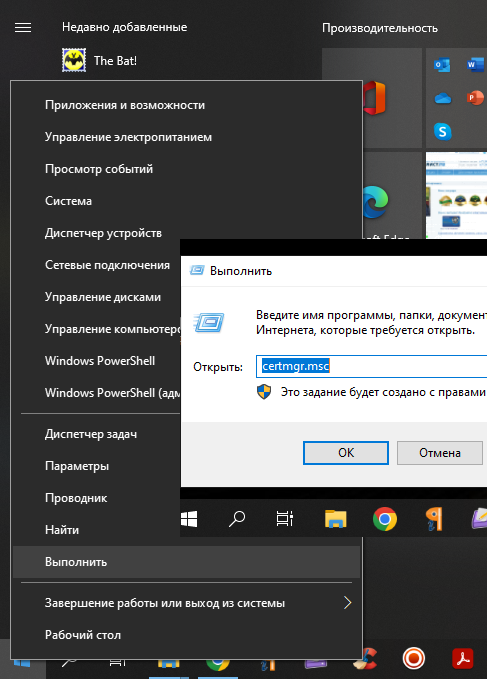 Недавно добавленные
Производительность
The Bat!
Приложения и возможности
Управление электропитанием
Просмотр событий
Система
Диспетчер устройств
Сетевые подключения
Управление дисками
Управление компьютеро
Windows PowerShell
Windows PowerShell (адм
Диспетчер задач
Параметры
Проводник
Найти
Выполнить
Завершение работы или выход из системы
Рабочий стол
Выполнить
Введите имя программы, папки, документ
Интернета, которые требуется открыть.
Открыть:
certmgr.msc
Это задание будет создано с правами
ОК
Отмена